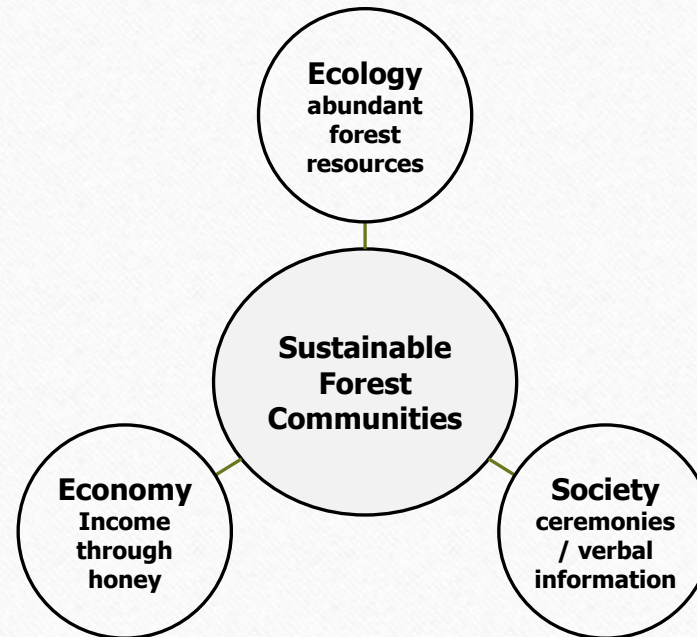 Ecology
abundant
forest
resources
Sustainable
Forest
Communities
Economy
Income
through
honey
Society
ceremonies
/ verbal
information